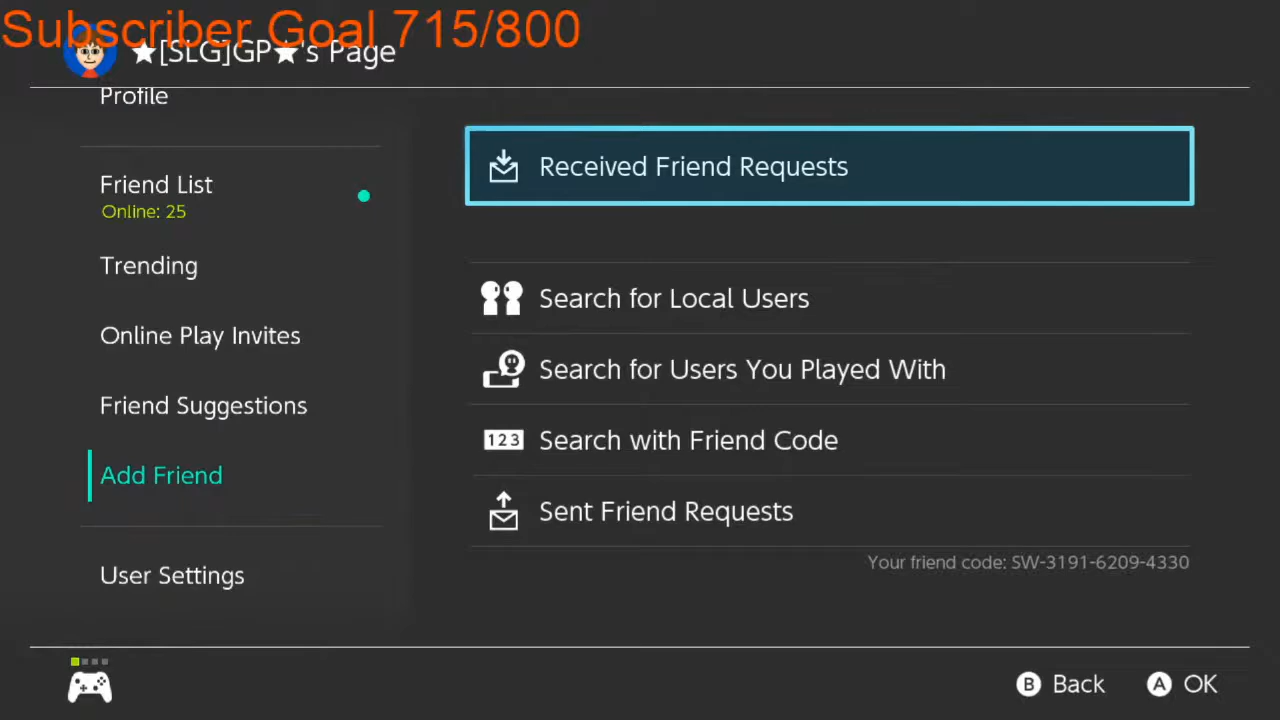 Subscriber Goal 715/800
★[SLG]GP★'s Page
Profile
Friend List
Online: 25
Trending
Online Play Invites
Friend Suggestions
Add Friend
User Settings
Received Friend Requests
Search for Local Users
Search for Users You Played With
123 Search with Friend Code
Sent Friend Requests
Your friend code: SW-3191-6209-4330
B Back
A OK